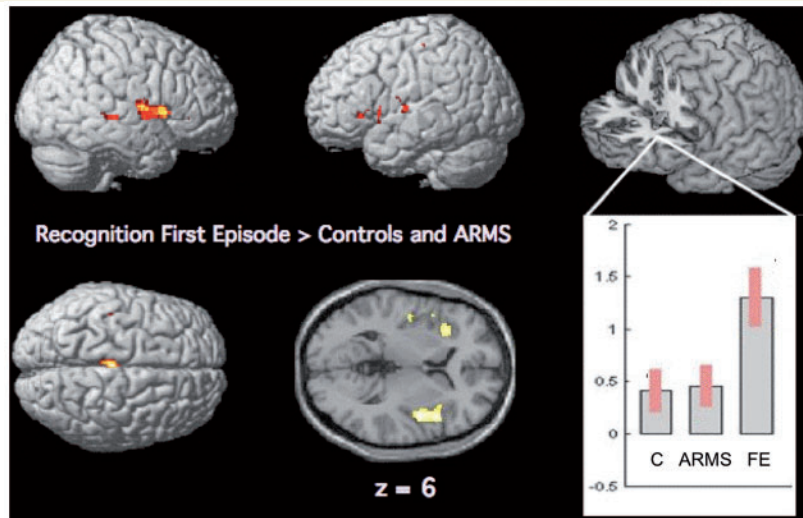 Recognition First Episode > Controls and ARMS
z = 6
2
1.5
1
0.5
0
-0.5
C ARMS FE